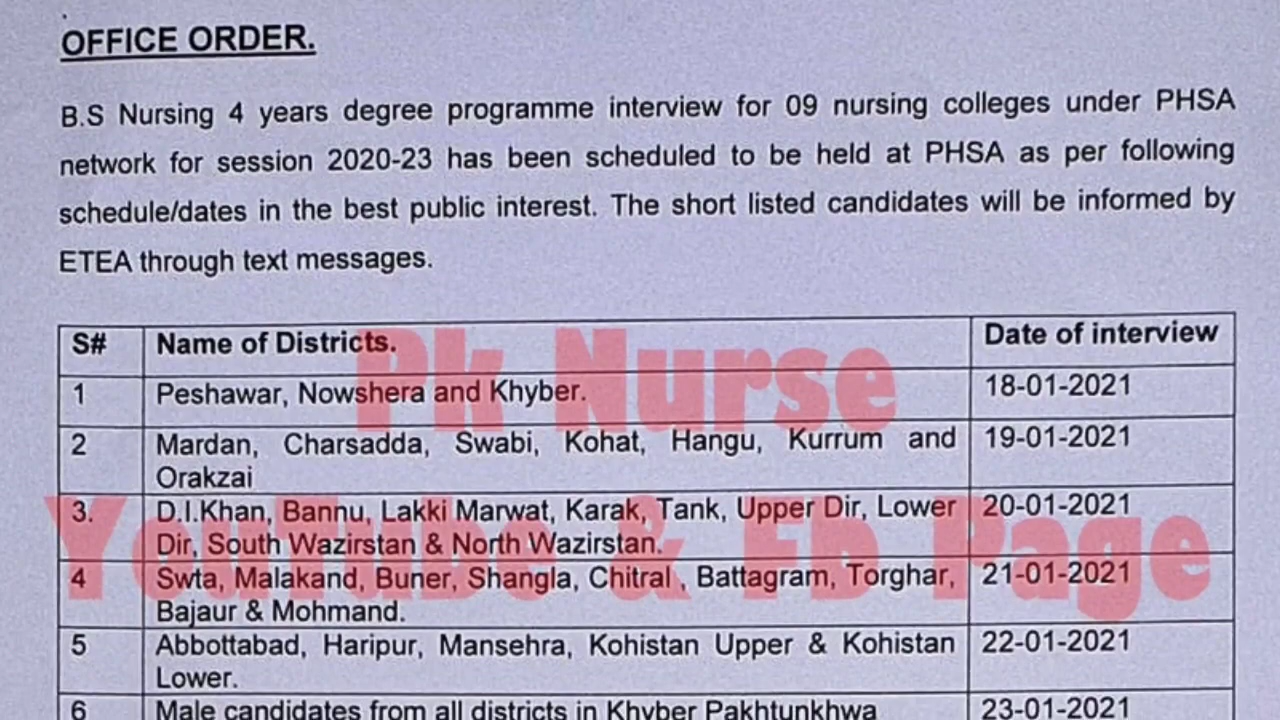 OFFICE ORDER.
B.S Nursing 4 years degree programme interview for 09 nursing colleges under PHSA
network for session 2020-23 has been scheduled to be held at PHSA as per following
schedule/dates in the best public interest. The short listed candidates will be informed by
ETEA through text messages.
S# Name of Districts. Date of interview
1 Peshawar, Nowshera and Khyber. 18-01-2021
2 Mardan, Charsadda, Swabi, Kohat, Hangu, Kurrum and 19-01-2021
Orakzai
3. D.I.Khan, Bannu, Lakki Marwat, Karak, Tank, Upper Dir, Lower 20-01-2021
Dir, South Wazirstan & North Wazirstan.
4 Swta, Malakand, Buner, Shangla, Chitral , Battagram, Torghar, 21-01-2021
Bajaur & Mohmand.
5 Abbottabad, Haripur, Mansehra, Kohistan Upper & Kohistan 22-01-2021
Lower.
6 Male candidates from all districts in Khyber Pakhtunkhwa 23-01-2021
Pk Nurse
YouTube & Fb Page